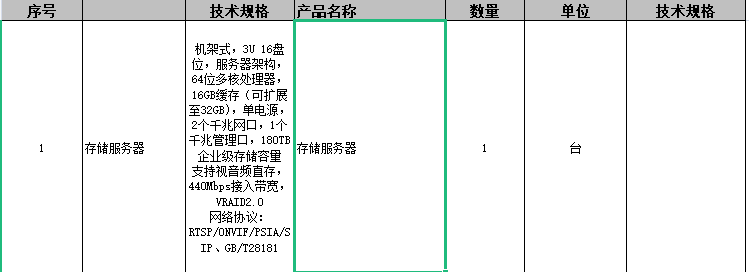 序号 技术规格 产品名称 数量 单位 技术规格
1 存储服务器
机架式，3U 16盘
位，服务器架构，
64位多核处理器，
16GB缓存（可扩展
至32GB），单电源，
2个千兆网口，1个
千兆管理口，180TB
企业级存储容量
支持视音频直存，
440Mbps接入带宽，
VRAID2.0
网络协议：
RTSP/ONVIF/PSIA/S
IP、GB/T28181
存储服务器 1 台